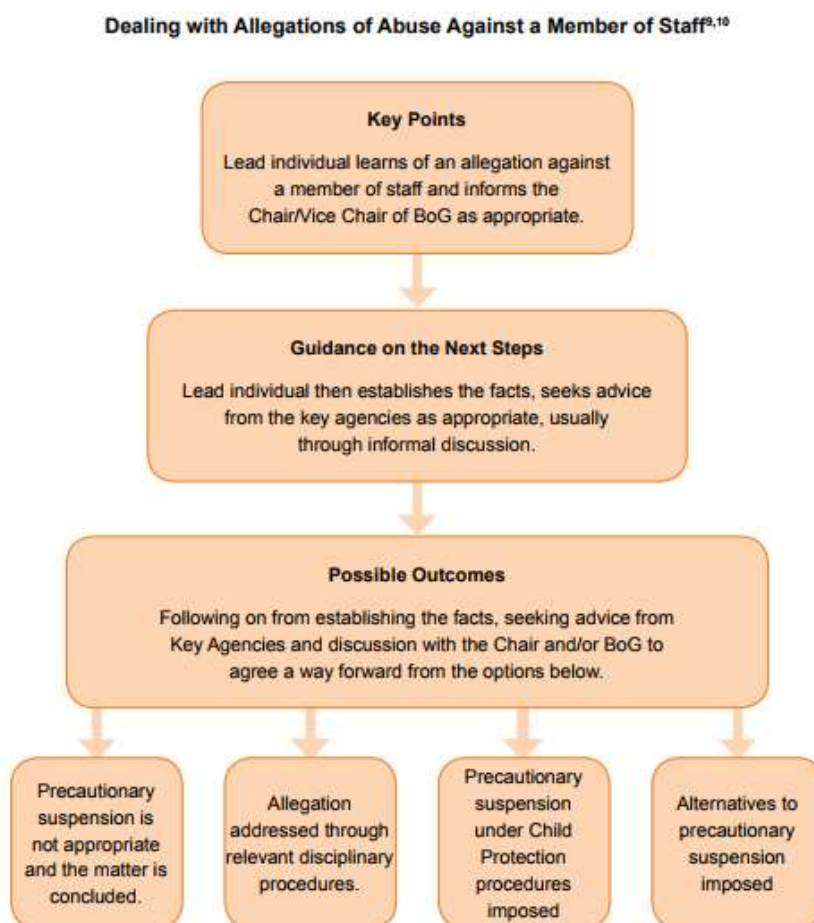 Dealing with Allegations of Abuse Against a Member of Staff9,10
Key Points
Lead individual learns of an allegation against
a member of staff and informs the
Chair/Vice Chair of BoG as appropriate.
Guidance on the Next Steps
Lead individual then establishes the facts, seeks advice
from the key agencies as appropriate, usually
through informal discussion.
Possible Outcomes
Following on from establishing the facts, seeking advice from
Key Agencies and discussion with the Chair and/or BoG to
agree a way forward from the options below.
Precautionary
suspension is
not appropriate
and the matter is
concluded.
Allegation
addressed through
relevant disciplinary
procedures.
Precautionary
suspension
under Child
Protection
procedures
imposed
Alternatives to
precautionary
suspension
imposed